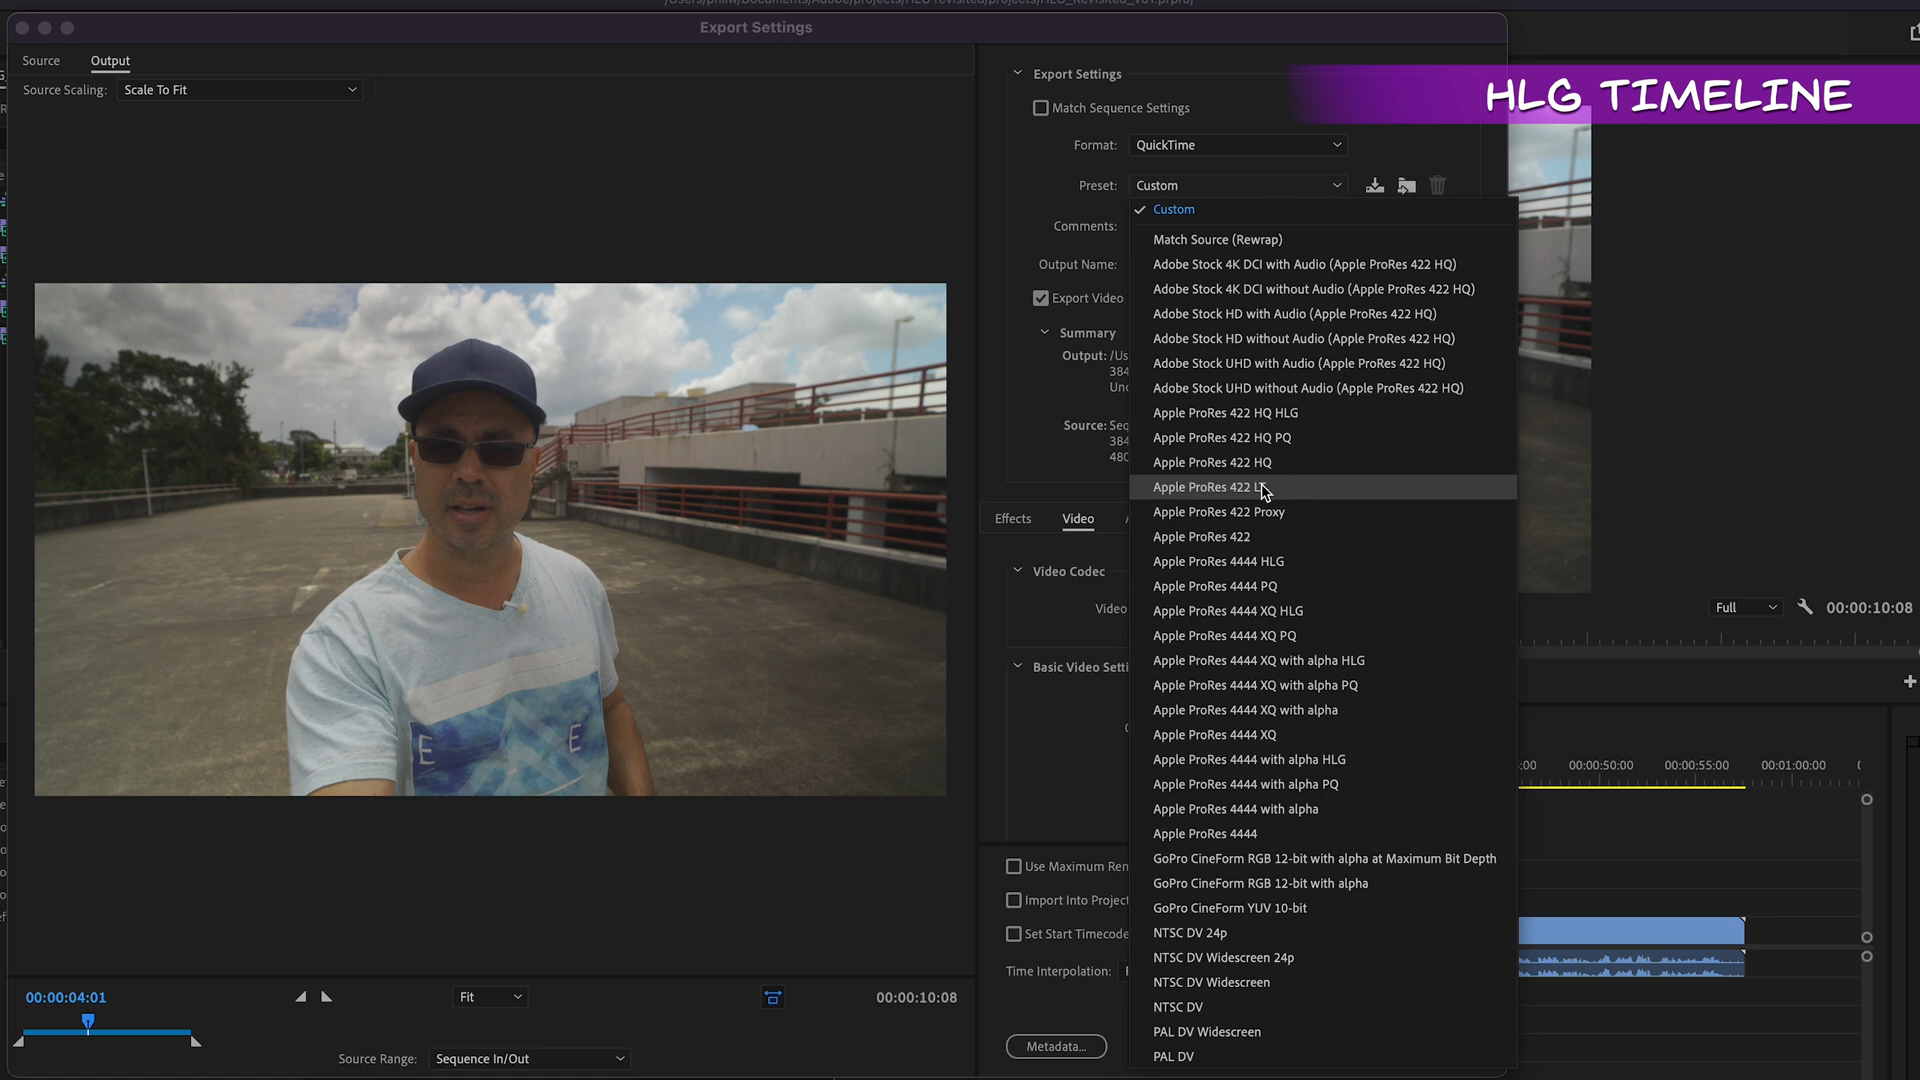 Export Settings
Source
Output
Source Scaling:
Scale To Fit
Export Settings
HLG TIMELINE
Match Sequence Settings
Format:
QuickTime
Preset:
Custom
Custom
Comments:
Match Source (Rewrap)
Output Name:
Adobe Stock 4K DCI with Audio (Apple ProRes 422 HQ)
Adobe Stock 4K DCI without Audio (Apple ProRes 422 HQ)
Export Video
Adobe Stock HD with Audio (Apple ProRes 422 HQ)
Summary
Adobe Stock HD without Audio (Apple ProRes 422 HQ)
Output: /Us
384
Unc
Adobe Stock UHD with Audio (Apple ProRes 422 HQ)
Adobe Stock UHD without Audio (Apple ProRes 422 HQ)
Apple ProRes 422 HQ HLG
Source: Seq
384
480
Apple ProRes 422 HQ PQ
Apple ProRes 422 HQ
Apple ProRes 422 LT
Effects
Video
Apple ProRes 422 Proxy
Apple ProRes 422
Apple ProRes 4444 HLG
Video Codec
Apple ProRes 4444 PQ
Video
Apple ProRes 4444 XQ HLG
Full
00:00:10:08
Apple ProRes 4444 XQ PQ
Apple ProRes 4444 XQ with alpha HLG
Basic Video Setti
Apple ProRes 4444 XQ with alpha PQ
Apple ProRes 4444 XQ with alpha
Apple ProRes 4444 XQ
E
E
Apple ProRes 4444 with alpha HLG
:00
00:00:50:00
00:00:55:00
00:01:00:00
Apple ProRes 4444 with alpha PQ
Apple ProRes 4444 with alpha
Apple ProRes 4444
Use Maximum Ren
GoPro CineForm RGB 12-bit with alpha at Maximum Bit Depth
GoPro CineForm RGB 12-bit with alpha
Import Into Project
GoPro CineForm YUV 10-bit
Set Start Timecode
NTSC DV 24p
NTSC DV Widescreen 24p
Time Interpolation:
NTSC DV Widescreen
00:00:04:01
Fit
00:00:10:08
NTSC DV
PAL DV Widescreen
Metadata...
Source Range:
Sequence In/Out
PAL DV